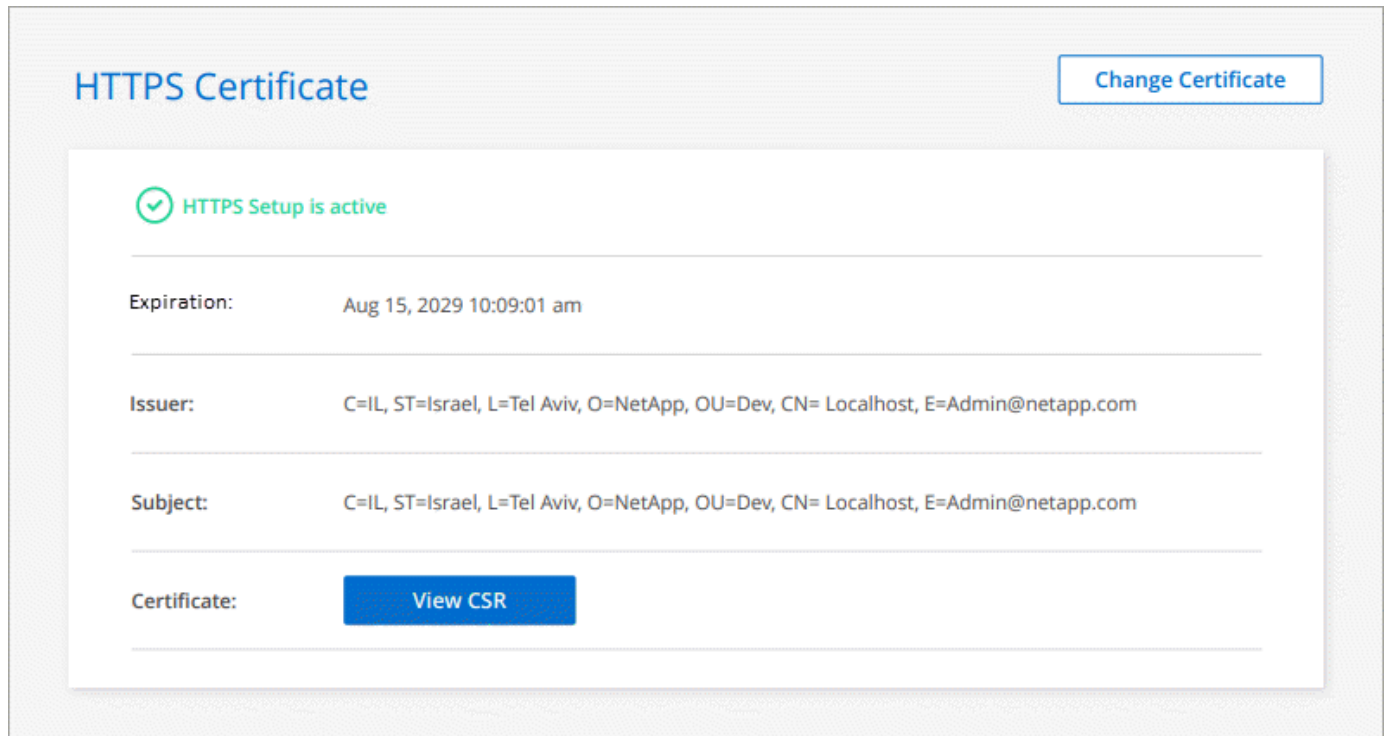 HTTPS Certificate
Change Certificate
HTTPS Setup is active
Expiration: Aug 15, 2029 10:09:01 am
Issuer: C=IL, ST=Israel, L=Tel Aviv, O=NetApp, OU=Dev, CN= Localhost, E=Admin@netapp.com
Subject: C=IL, ST=Israel, L=Tel Aviv, O=NetApp, OU=Dev, CN= Localhost, E=Admin@netapp.com
Certificate: View CSR